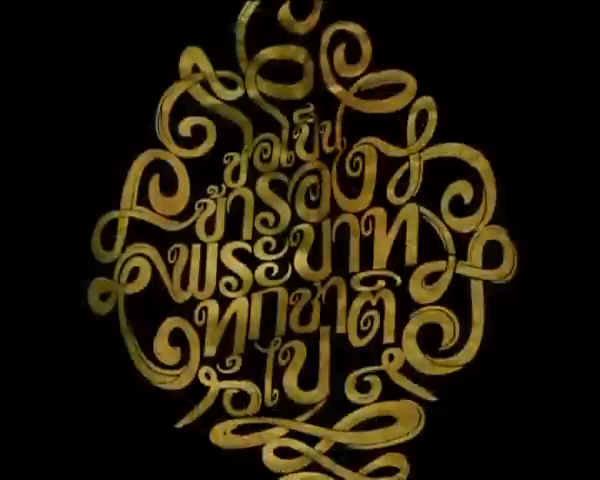 ขอเป็น
ข้ารอง
พระบาท
ทุกชาติ
ไป